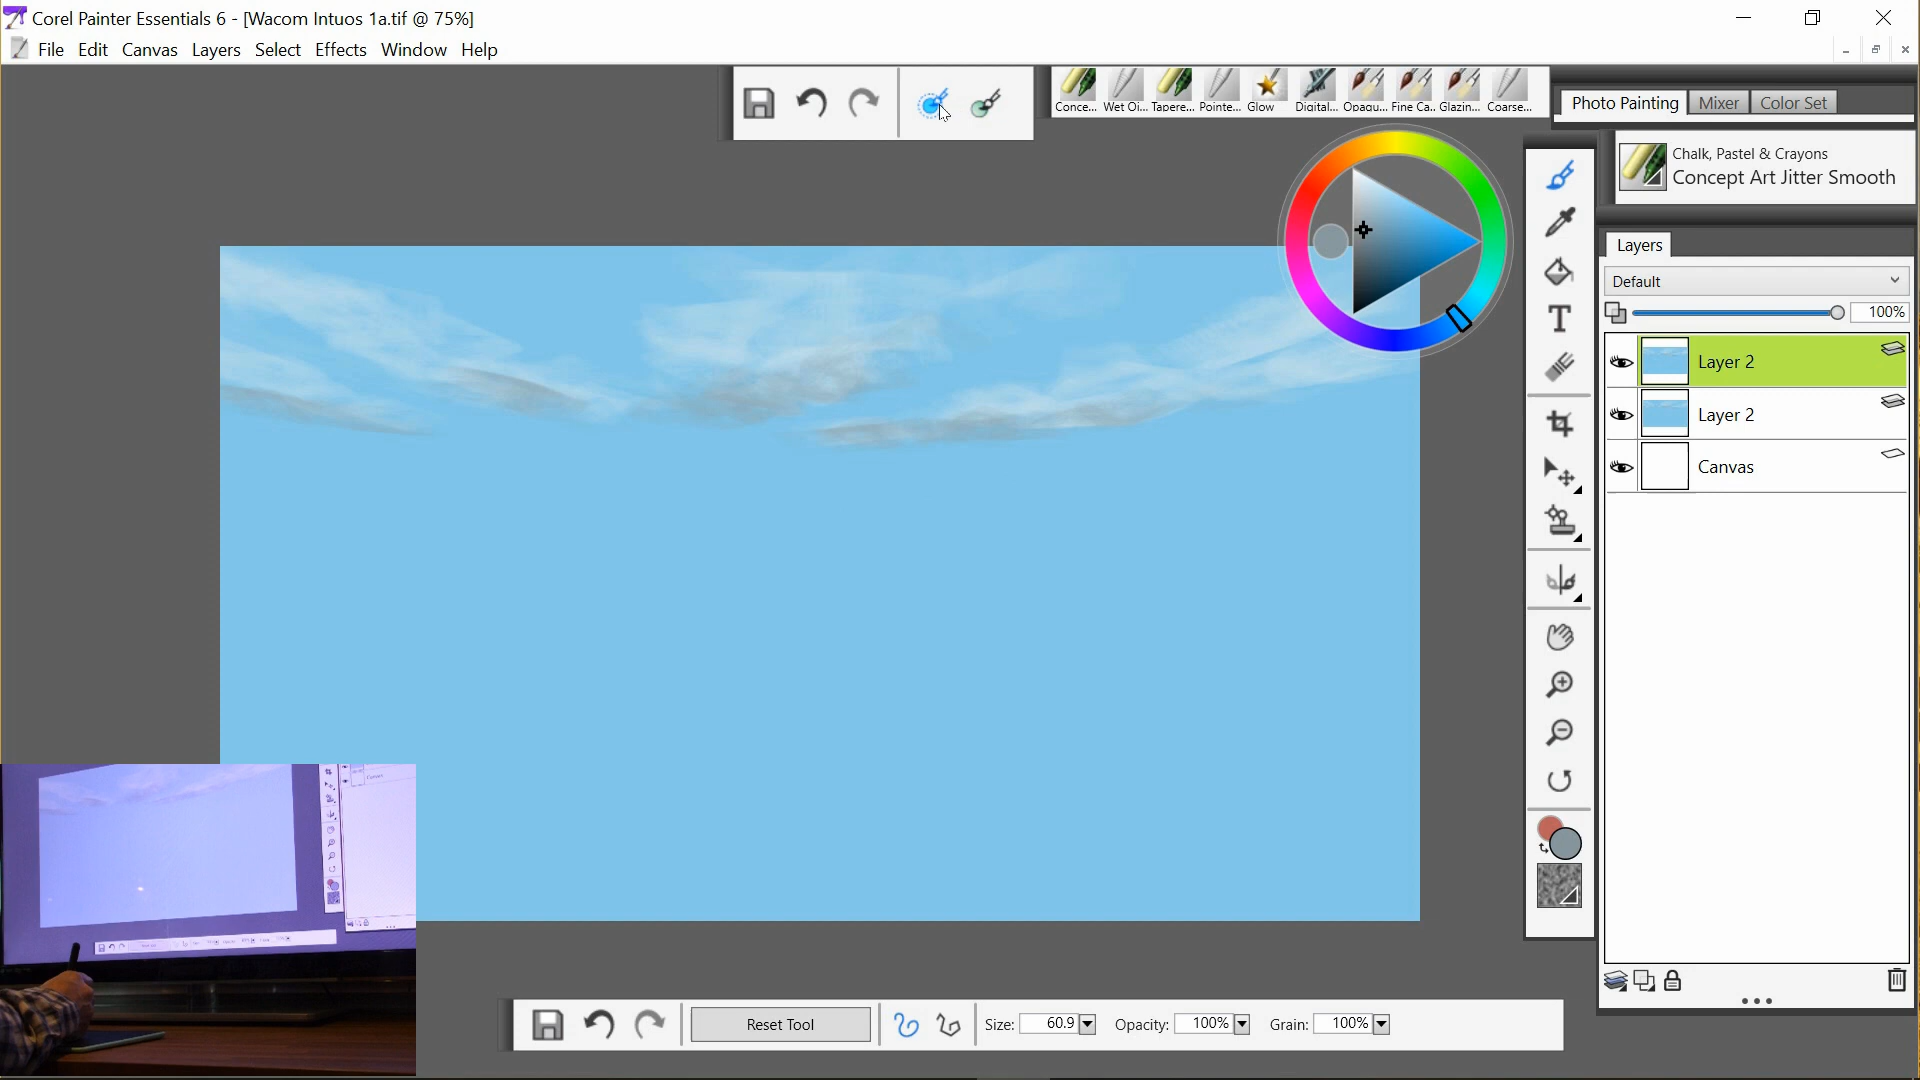 Corel Painter Essentials 6 - [Wacom Intuos 1a.tif @ 75%]
File Edit Canvas Layers Select Effects Window Help
Conce... Wet Oi... Tapere... Pointe... Glow Digital... Opaqu... Fine Ca.. Glazin... Coarse...
Photo Painting Mixer Color Set
Chalk, Pastel & Crayons
Concept Art Jitter Smooth
Layers
Default
100%
Layer 2
Layer 2
Canvas
Reset Tool Size: 60.9 Opacity: 100% Grain: 100%